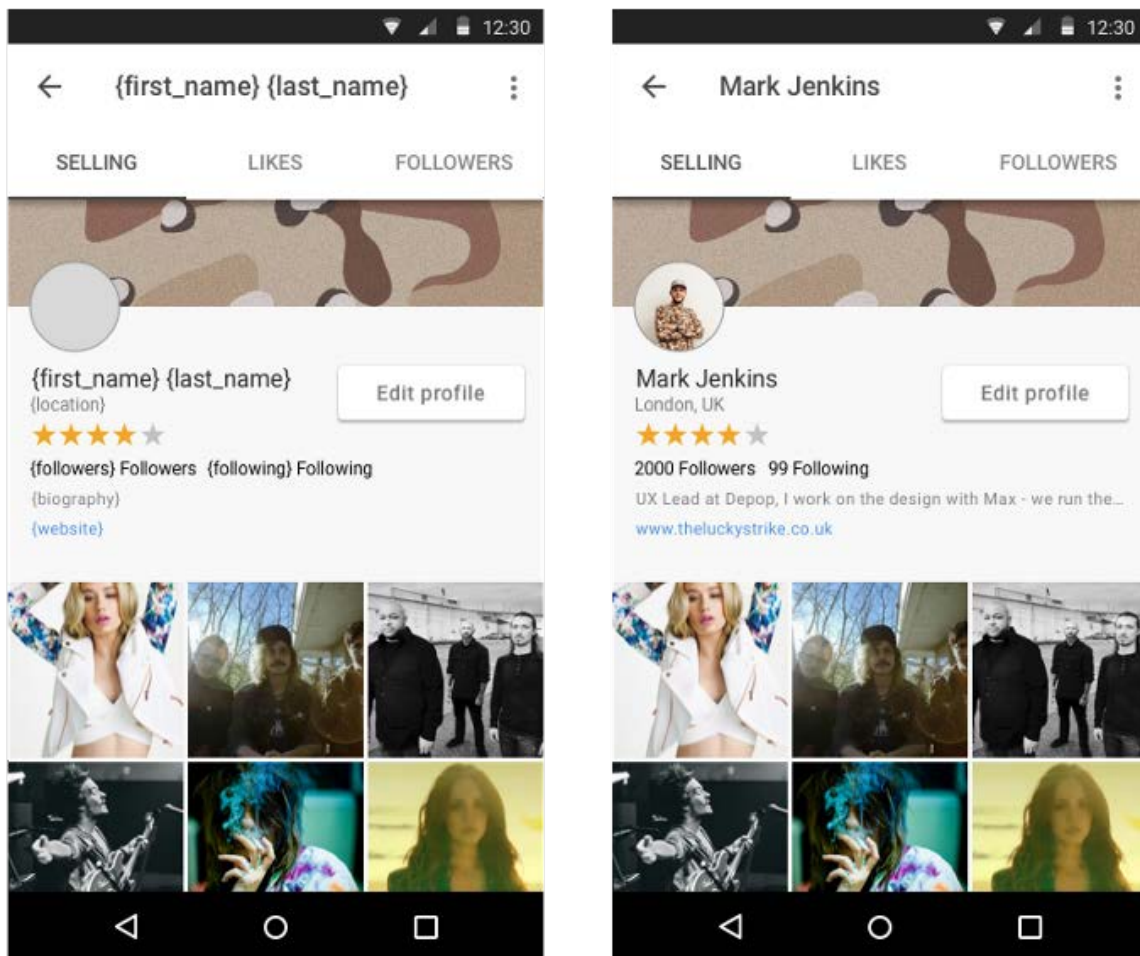 12:30
{first_name} {last_name}
SELLING LIKES FOLLOWERS
{first_name} {last_name}
Edit profile
{location}
{followers} Followers {following} Following
{biography}
{website}
12:30
Mark Jenkins
SELLING LIKES FOLLOWERS
Mark Jenkins
Edit profile
London, UK
2000 Followers 99 Following
UX Lead at Depop, I work on the design with Max - we run the...
www.theluckystrike.co.uk